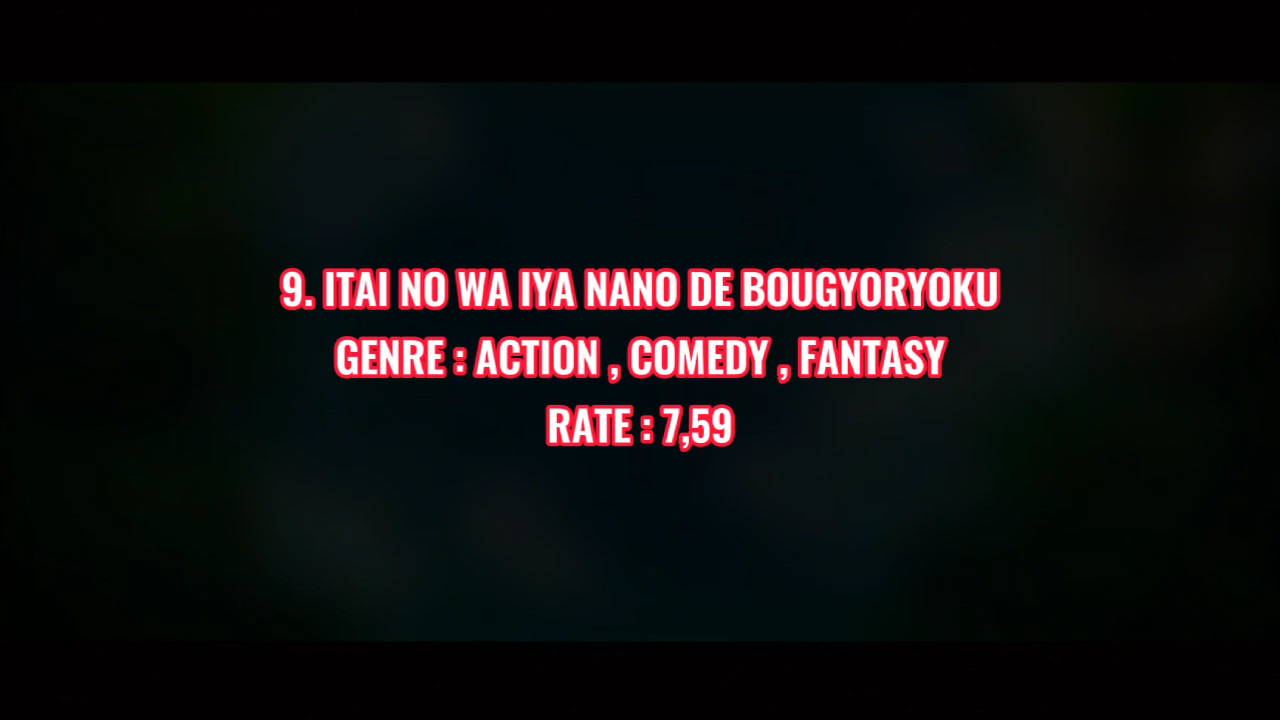 9. ITAI NO WA IYA NANO DE BOUGYORYOKU
GENRE : ACTION , COMEDY , FANTASY
RATE : 7,59